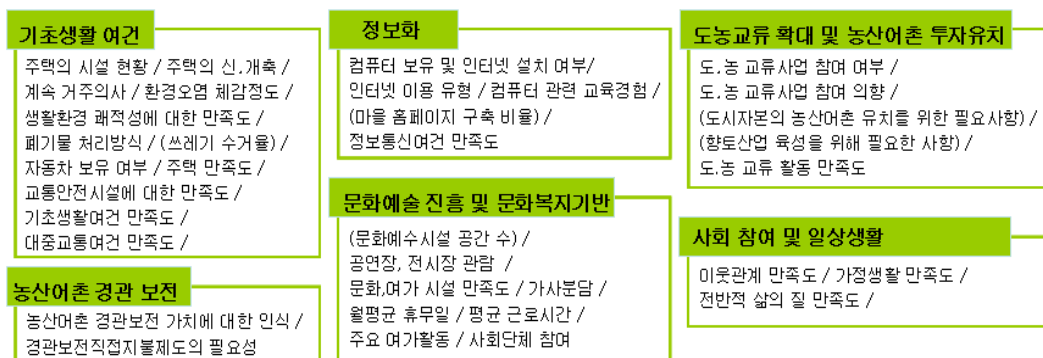 기초생활 여건
주택의 시설 현황 / 주택의 신.개축 /
계속 거주의사 / 환경오염 체감정도 /
생활환경 쾌적성에 대한 만족도 /
폐기물 처리방식 / (쓰레기 수거율) /
자동차 보유 여부 / 주택 만족도 /
교통안전시설에 대한 만족도 /
기초생활여건 만족도 /
대중교통여건 만족도 /
농산어촌 경관 보전
농산어촌 경관보전 가치에 대한 인식 /
경관보전직접지불제도의 필요성
정보화
컴퓨터 보유 및 인터넷 설치 여부/
인터넷 이용 유형 / 컴퓨터 관련 교육경험 /
(마을 홈페이지 구축 비율) /
정보통신여건 만족도
문화예술 진흥 및 문화복지기반
(문화예수시설 공간 수) /
공연장, 전시장 관람 /
문화,여가 시설 만족도 / 가사분담 /
월평균 휴무일 / 평균 근로시간 /
주요 여가활동 / 사회단체 참여
도농교류 확대 및 농산어촌 투자유치
도.농 교류사업 참여 여부 /
도.농 교류사업 참여 의향 /
(도시자본의 농산어촌 유치를 위한 필요사항) /
(향토산업 육성을 위해 필요한 사항) /
도.농 교류 활동 만족도
사회 참여 및 일상생활
이웃관계 만족도 / 가정생활 만족도 /
전반적 삶의 질 만족도 /